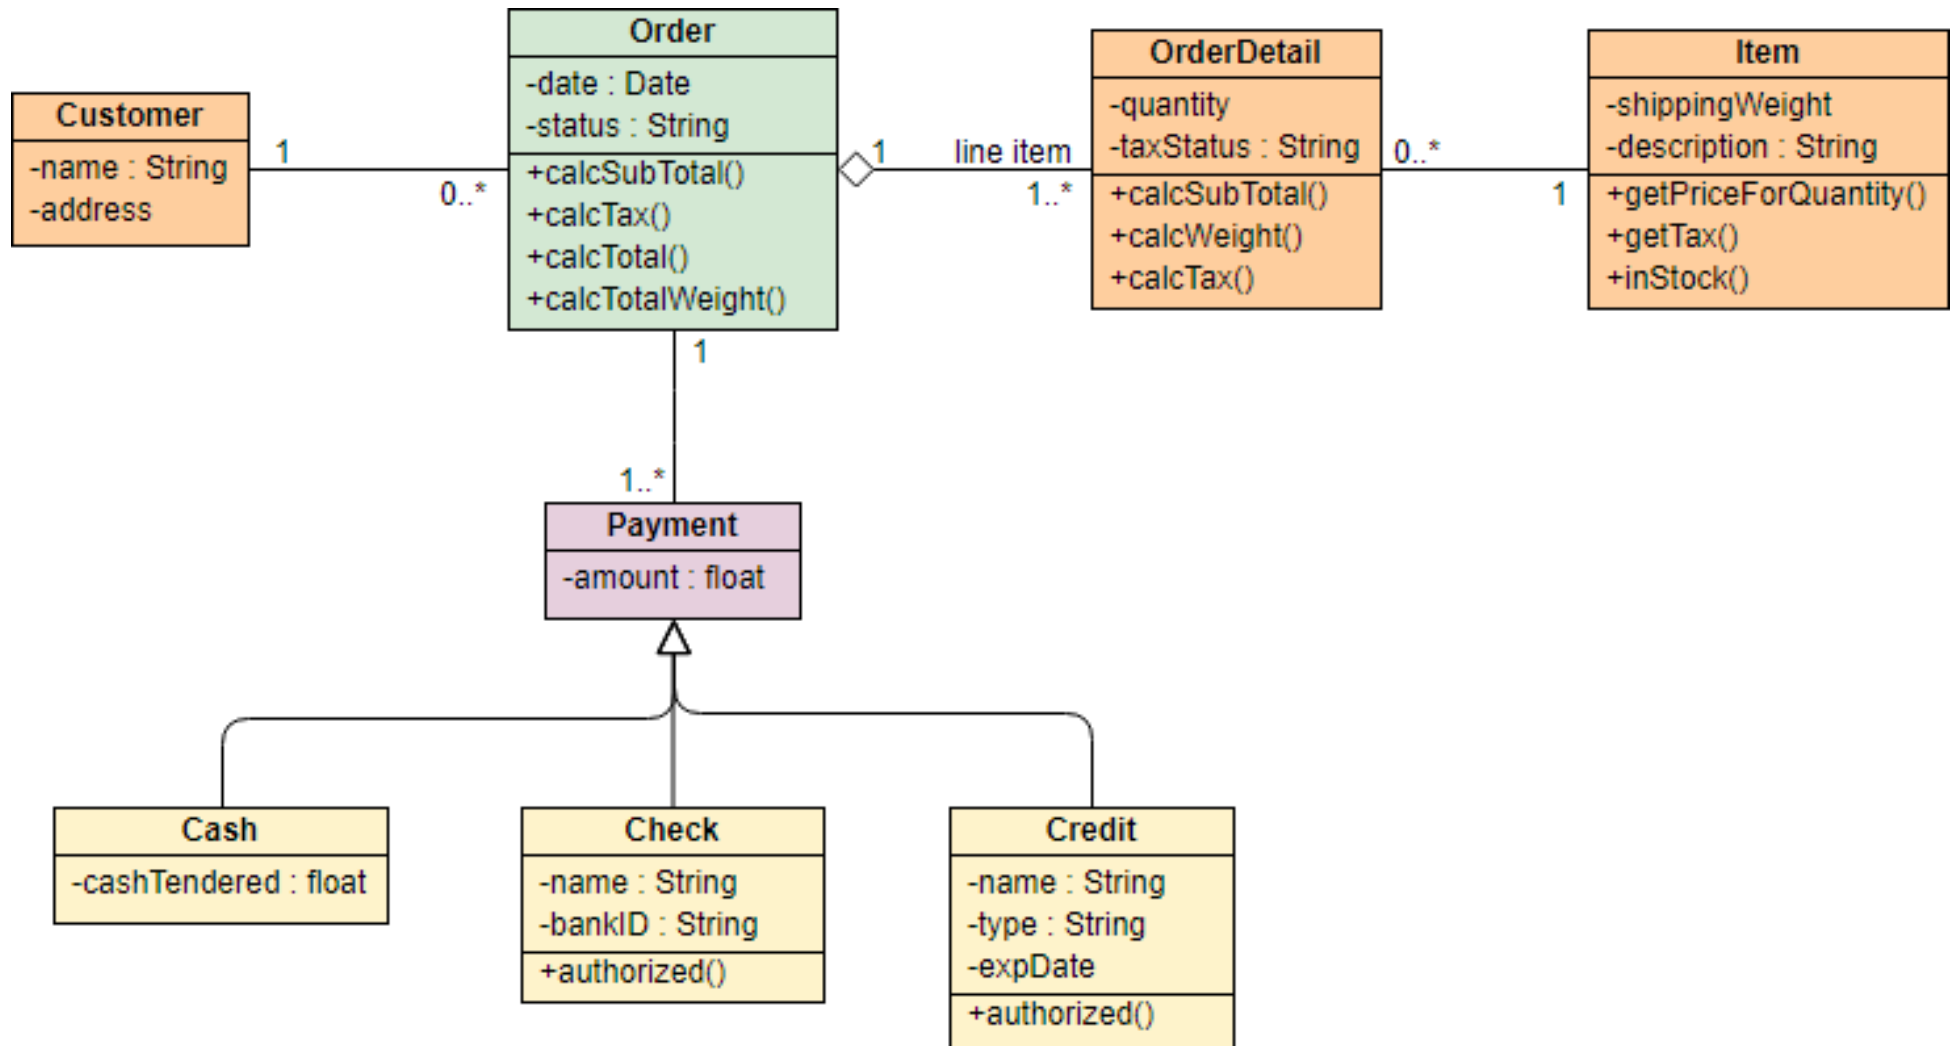 Customer
-name : String
-address
1
0..*
Order
-date : Date
-status : String
+calcSubTotal()
+calcTax()
+calcTotal()
+calcTotalWeight()
1
line item
1..*
OrderDetail
-quantity
-taxStatus : String
+calcSubTotal()
+calcWeight()
+calcTax()
0..*
1
Item
-shippingWeight
-description : String
+getPriceForQuantity()
+getTax()
+inStock()
1
1..*
Payment
-amount : float
Cash
-cashTendered : float
Check
-name : String
-bankID : String
+authorized()
Credit
-name : String
-type : String
-expDate
+authorized()